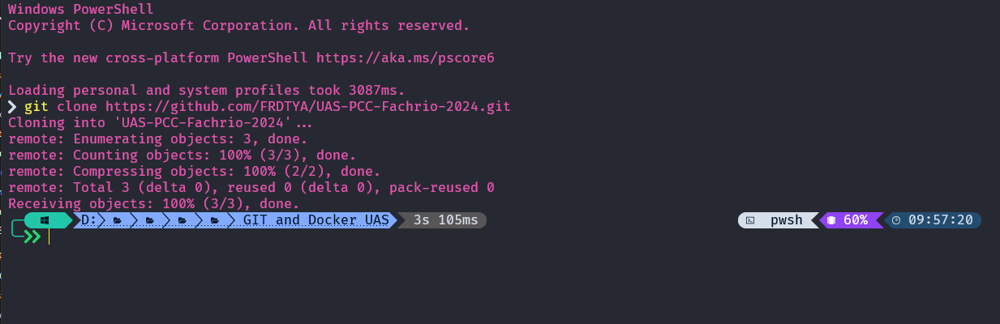 Windows PowerShell
Copyright (C) Microsoft Corporation. All rights reserved.
Try the new cross-platform PowerShell https://aka.ms/pscore6
Loading personal and system profiles took 3087ms.
❯ git clone https://github.com/FRDTYA/UAS-PCC-Fachrio-2024.git
Cloning into 'UAS-PCC-Fachrio-2024'...
remote: Enumerating objects: 3, done.
remote: Counting objects: 100% (3/3), done.
remote: Compressing objects: 100% (2/2), done.
remote: Total 3 (delta 0), reused 0 (delta 0), pack-reused 0
Receiving objects: 100% (3/3), done.
D: GIT and Docker UAS 3s 105ms pwsh 60% 09:57:20